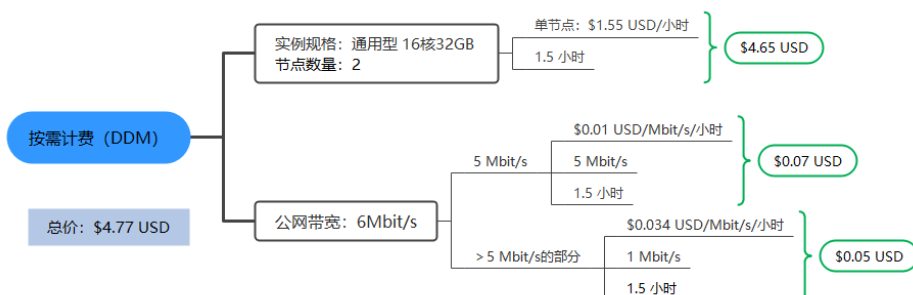 按需计费（DDM）
总价：$4.77 USD
实例规格：通用型 16核32GB
节点数量：2
单节点：$1.55 USD/小时
1.5 小时
$4.65 USD
公网带宽：6Mbit/s
5 Mbit/s
$0.01 USD/Mbit/s/小时
5 Mbit/s
1.5 小时
$0.07 USD
> 5 Mbit/s的部分
$0.034 USD/Mbit/s/小时
1 Mbit/s
1.5 小时
$0.05 USD